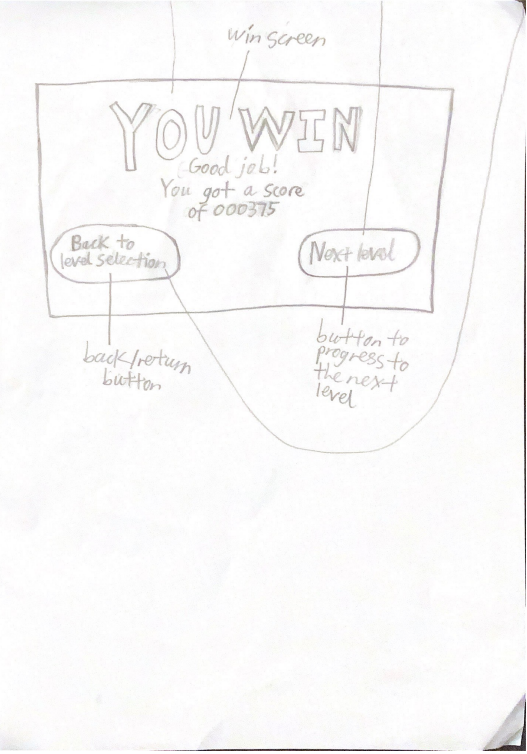 win screen
YOU WIN
Good job!
You got a score
of 000375
Back to
level selection
Next level
back/return
button
button to
progress to
the next
level